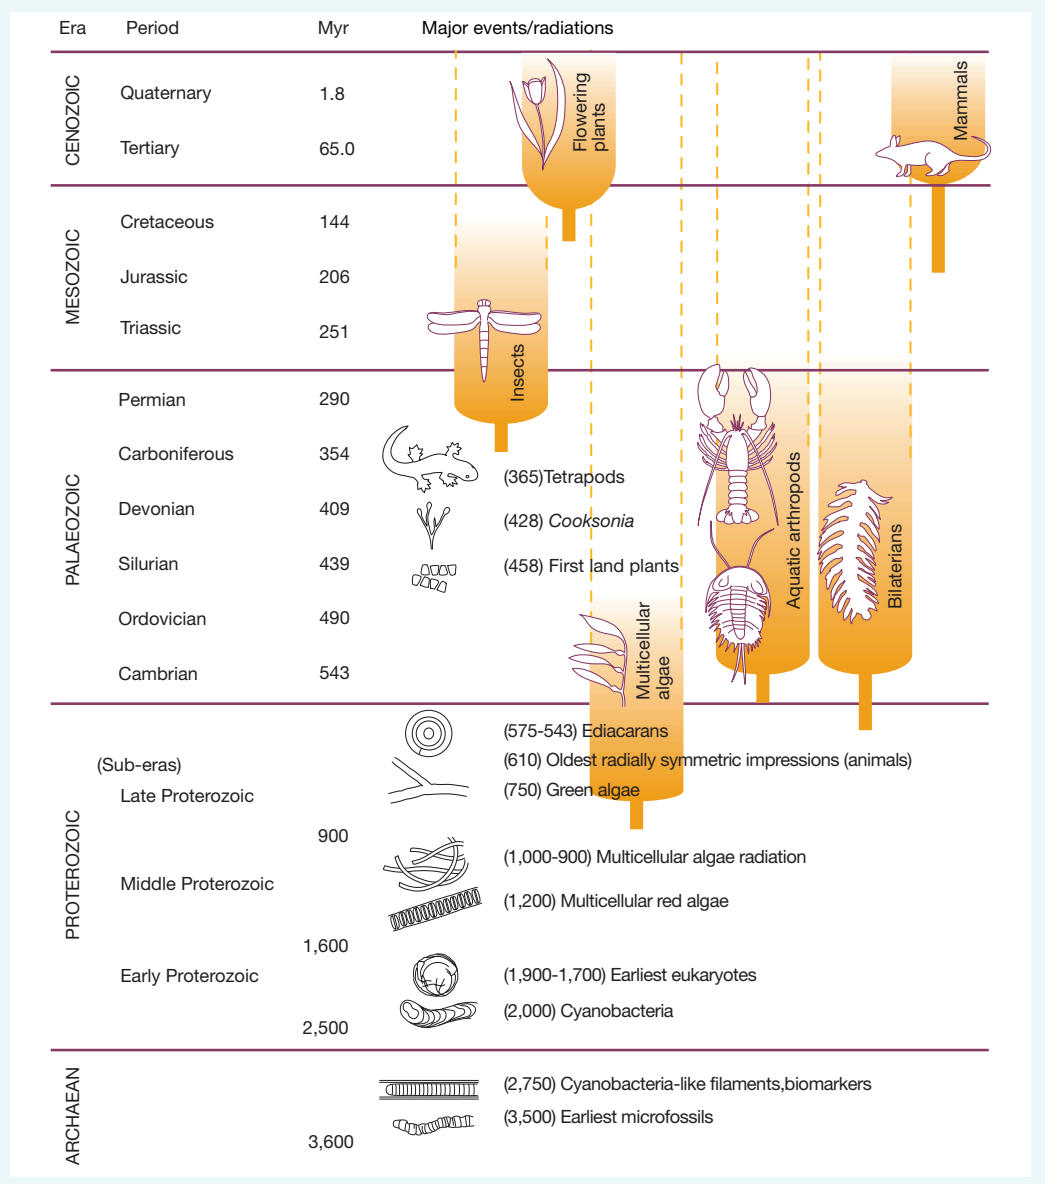 Era Period Myr Major events/radiations
CENOZOIC
Quaternary 1.8
Tertiary 65.0
Flowering
plants
Mammals
MESOZOIC
Cretaceous 144
Jurassic 206
Triassic 251
Insects
PALAEOZOIC
Permian 290
Carboniferous 354
(365)Tetrapods
Devonian 409
(428) Cooksonia
Silurian 439
(458) First land plants
Ordovician 490
Cambrian 543
Multicellular
algae
Aquatic arthropods
Bilaterians
PROTEROZOIC
(575-543) Ediacarans
(Sub-eras)
(610) Oldest radially symmetric impressions (animals)
Late Proterozoic
(750) Green algae
900
(1,000-900) Multicellular algae radiation
Middle Proterozoic
(1,200) Multicellular red algae
1,600
Early Proterozoic
(1,900-1,700) Earliest eukaryotes
(2,000) Cyanobacteria
2,500
ARCHAEAN
(2,750) Cyanobacteria-like filaments,biomarkers
(3,500) Earliest microfossils
3,600